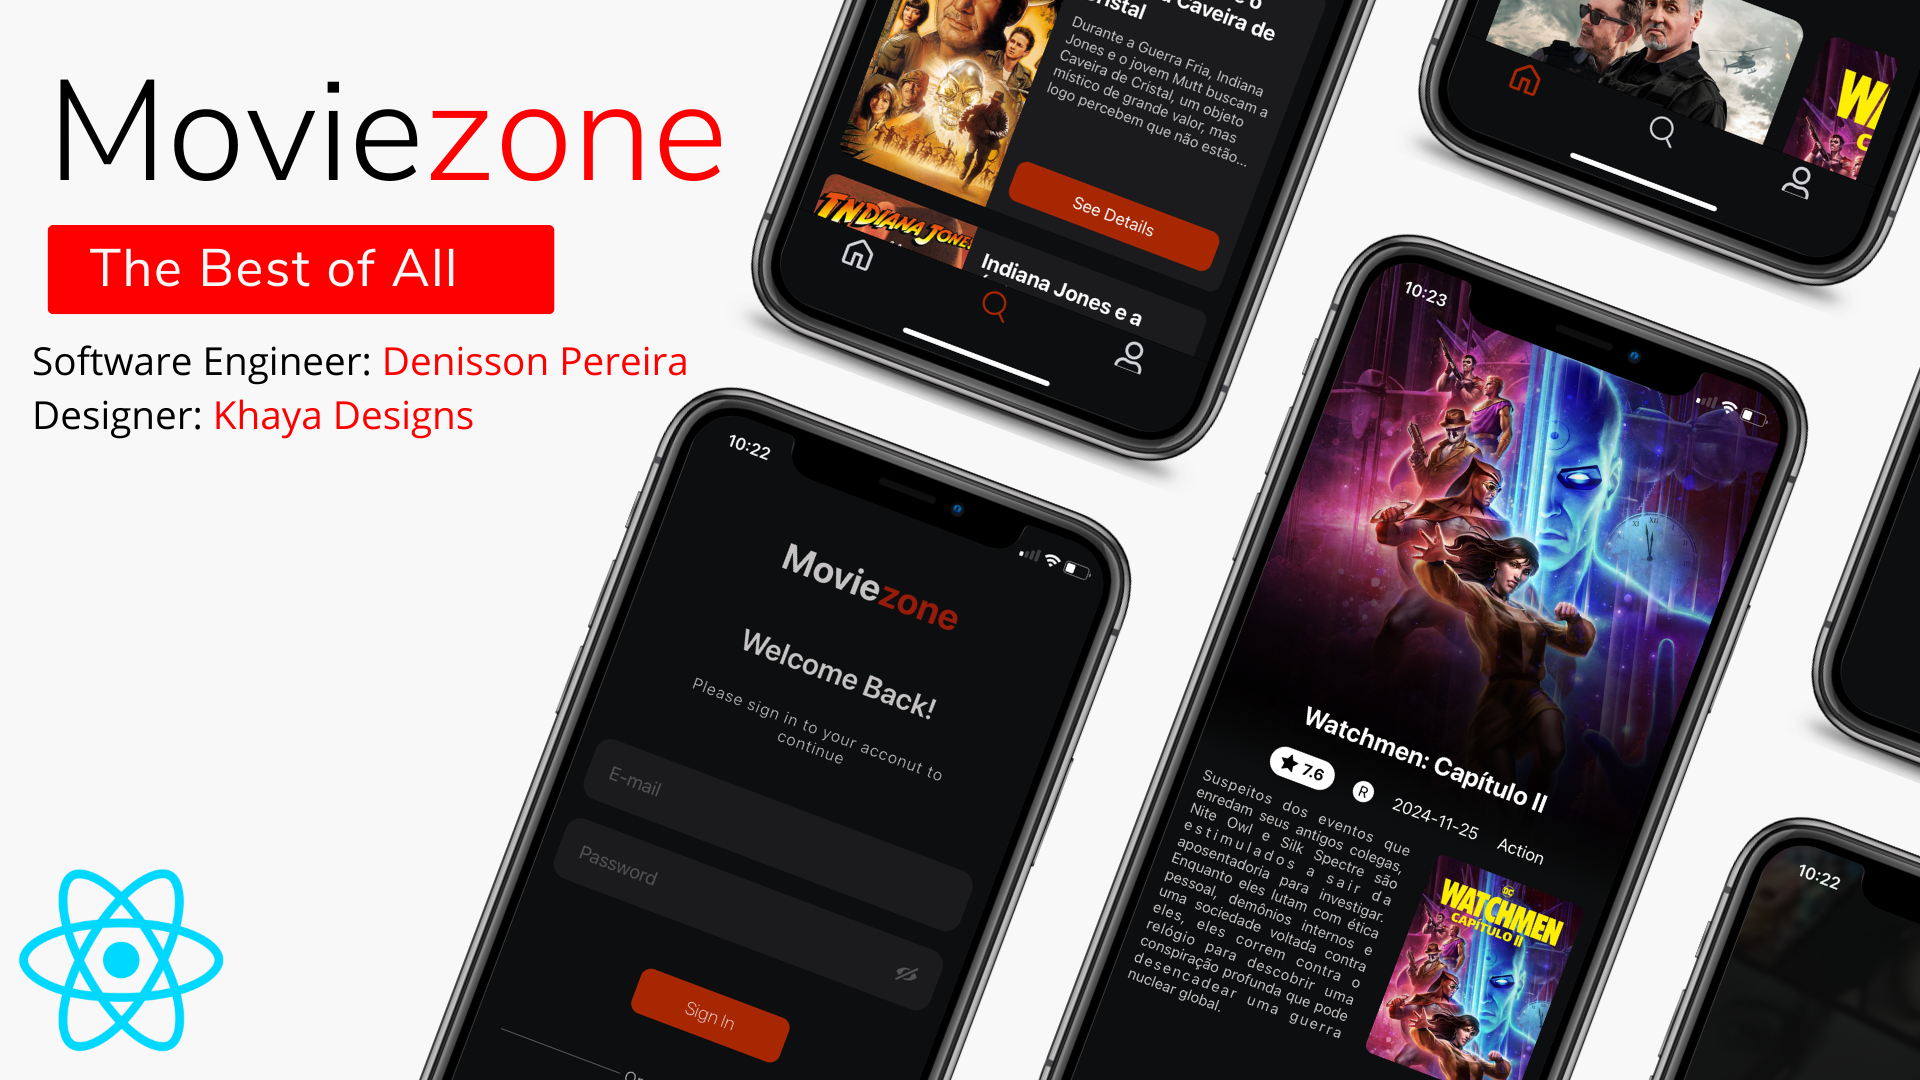 Moviezone
The Best of All
Software Engineer: Denisson Pereira
Designer: Khaya Designs
Caveira de
Durante a Guerra Fria, Indiana
Jones e o jovem Mutt buscam a
Caveira de Cristal, um objeto
místico de grande valor, mas
logo percebem que não estão...
See Details
INDIANA JONES
Indiana Jones e a
10:22
Moviezone
Welcome Back!
Please sign in to your acconut to
continue
E-mail
Password
Sign In
10:23
Watchmen: Capítulo II
7.6
R
2024-11-25
Action
Suspeitos dos eventos que
enredam seus antigos colegas,
Nite Owl e Silk Spectre são
estimulados a sair da
aposentadoria para investigar.
Enquanto eles lutam com ética
pessoal, demônios internos e
uma sociedade voltada contra
eles, eles correm contra o
relógio para descobrir uma
conspiração profunda que pode
desencadear uma guerra
nuclear global.
DC
WATCHMEN
CAPÍTULO II
10:22